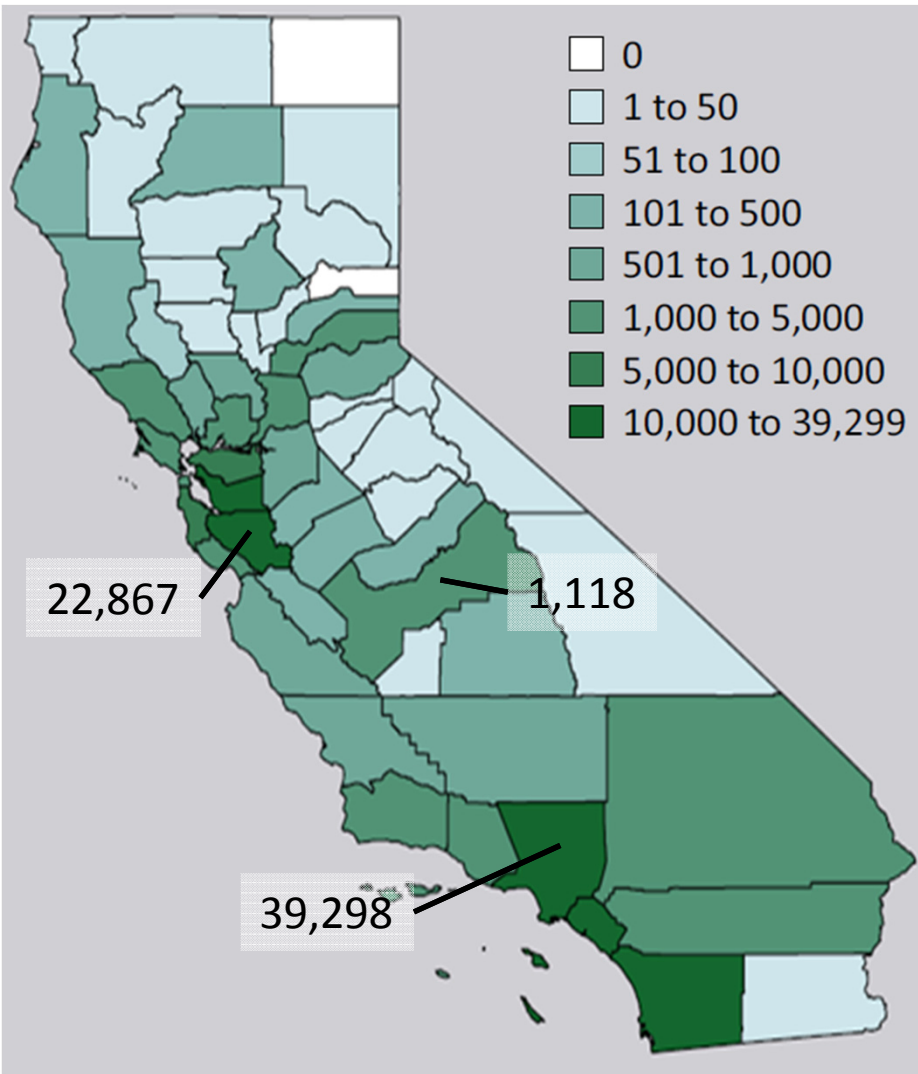 0
1 to 50
51 to 100
101 to 500
501 to 1,000
1,000 to 5,000
5,000 to 10,000
10,000 to 39,299
22,867
1,118
39,298